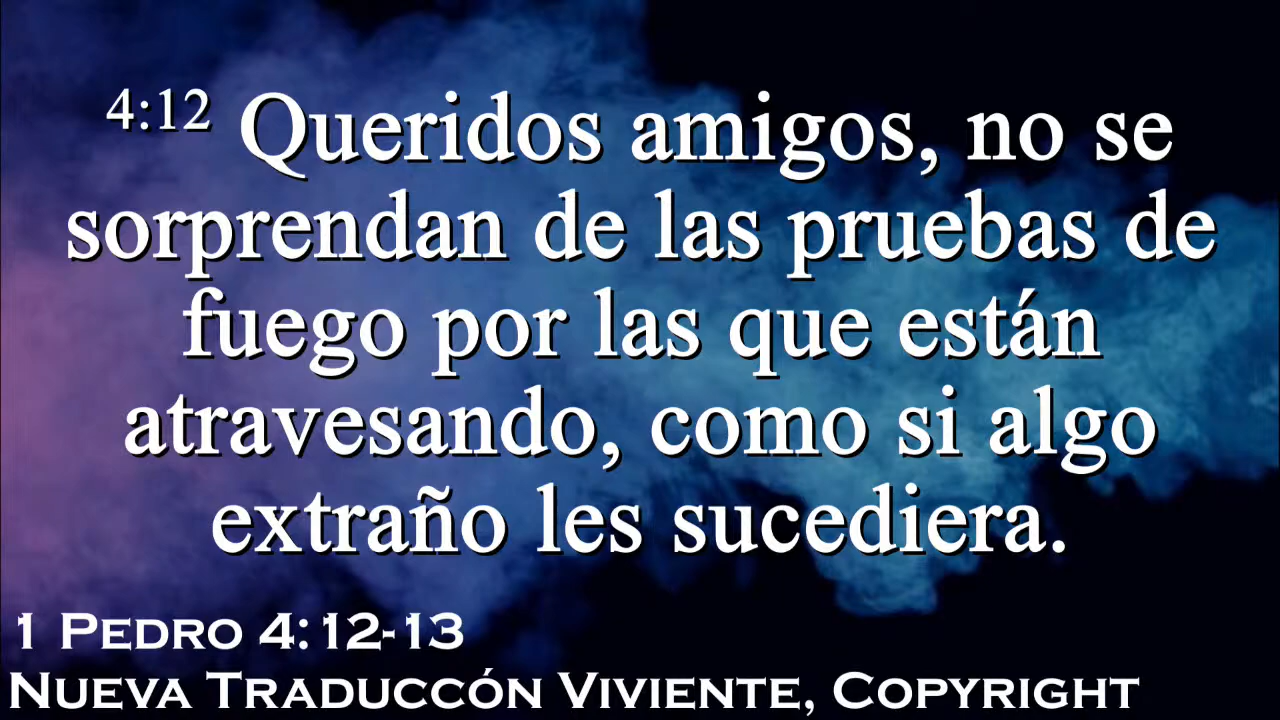 4:12 Queridos amigos, no se
sorprendan de las pruebas de
fuego por las que están
atravesando, como si algo
extraño les sucediera.
1 Pedro 4:12-13
Nueva Traduccón Viviente, Copyright